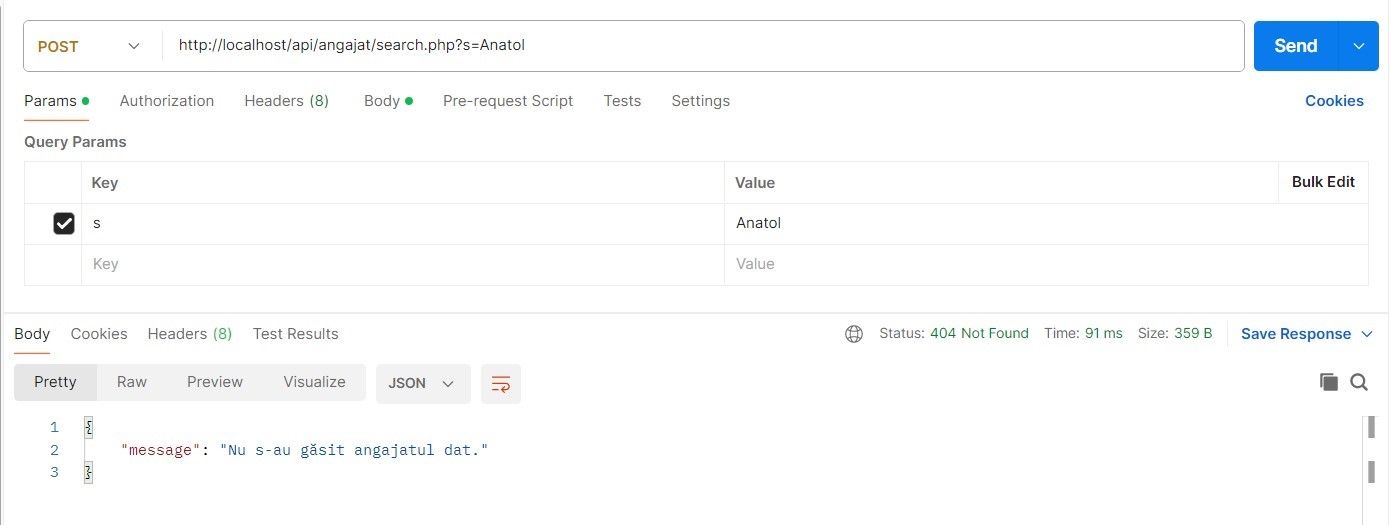 POST http://localhost/api/angajat/search.php?s=Anatol Send
Params Authorization Headers (8) Body Pre-request Script Tests Settings Cookies
Query Params
Key Value Bulk Edit
s Anatol
Key Value
Body Cookies Headers (8) Test Results Status: 404 Not Found Time: 91 ms Size: 359 B Save Response
Pretty Raw Preview Visualize JSON
1 {
2 "message": "Nu s-au găsit angajatul dat."
3 }